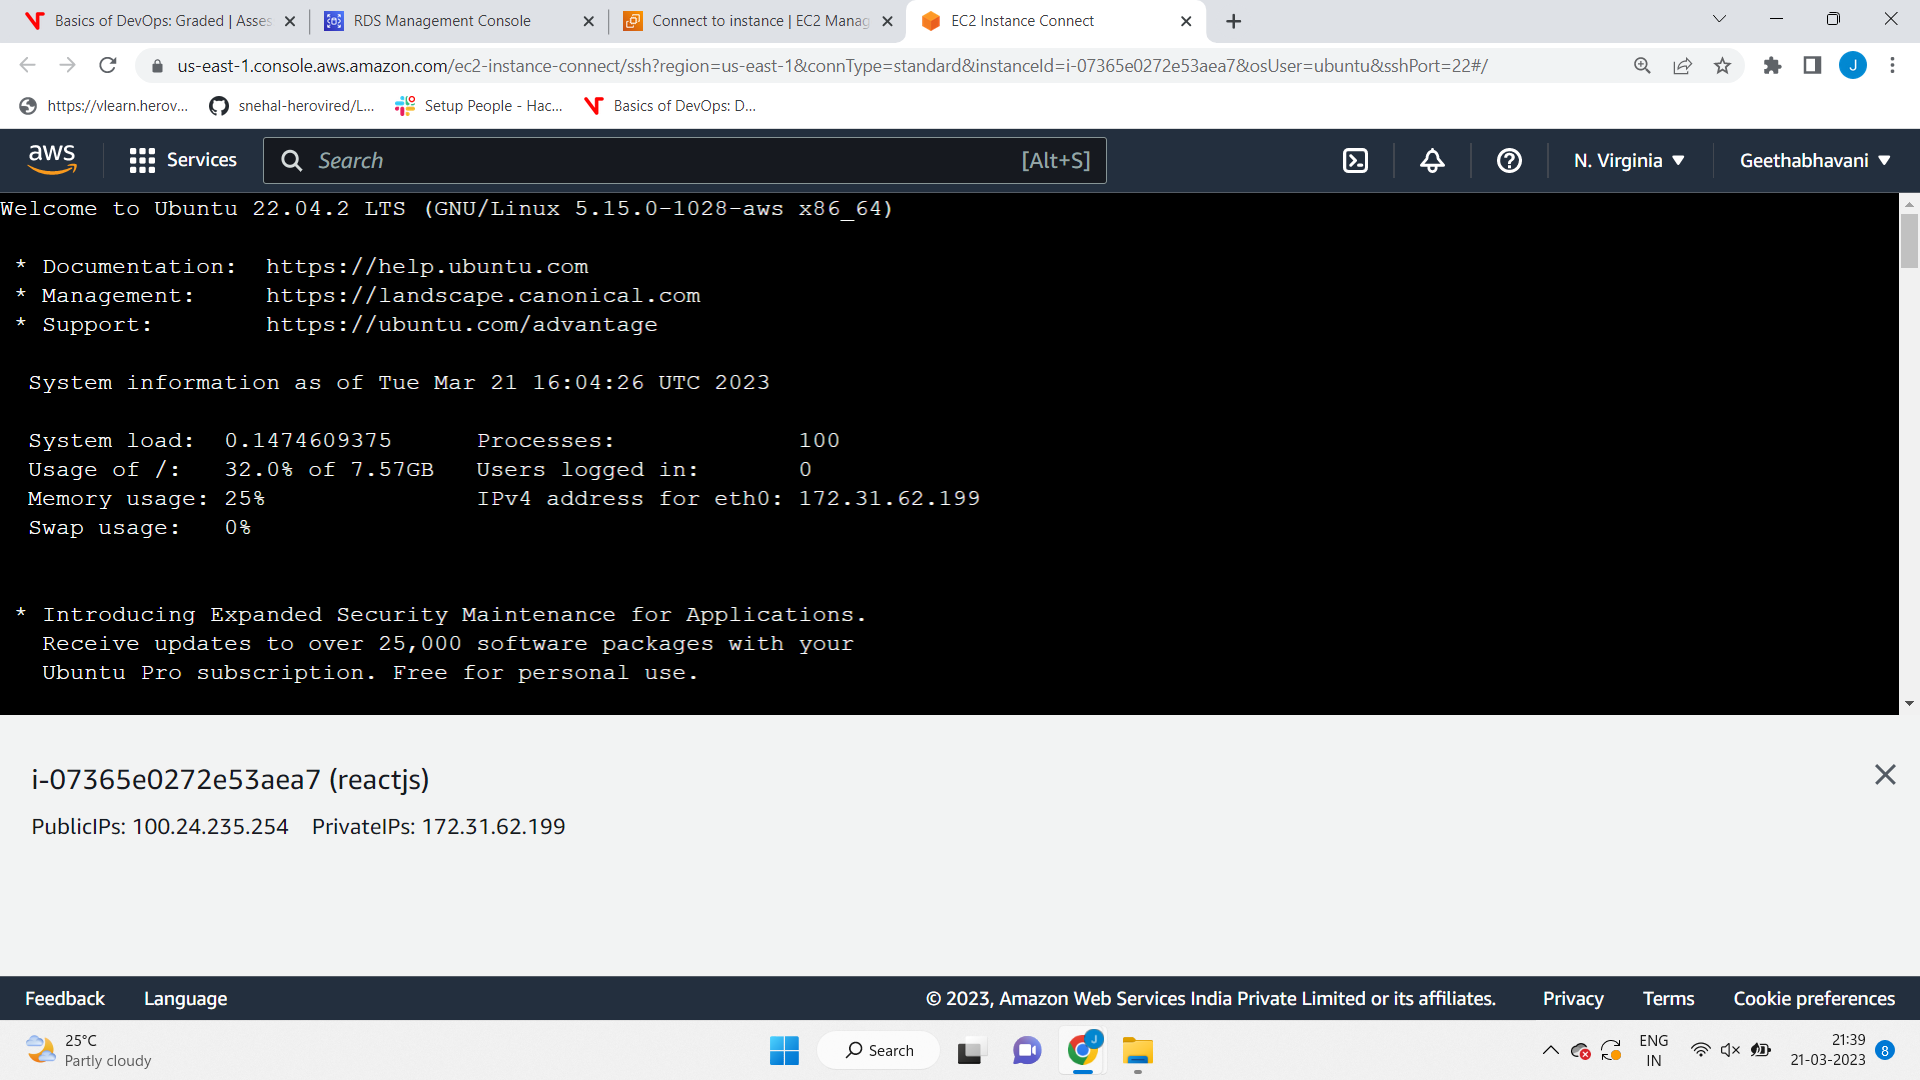 Basics of DevOps: Graded | Asses
RDS Management Console
Connect to instance | EC2 Manag
EC2 Instance Connect
us-east-1.console.aws.amazon.com/ec2-instance-connect/ssh?region=us-east-1&connType=standard&instanceId=i-07365e0272e53aea7&osUser=ubuntu&sshPort=22#/
J
https://vlearn.herov...
snehal-herovired/L...
Setup People - Hac...
Basics of DevOps: D...
aws
Services
Search
[Alt+S]
N. Virginia
Geethabhavani
Welcome to Ubuntu 22.04.2 LTS (GNU/Linux 5.15.0-1028-aws x86_64)
* Documentation: https://help.ubuntu.com
* Management: https://landscape.canonical.com
* Support: https://ubuntu.com/advantage
System information as of Tue Mar 21 16:04:26 UTC 2023
System load: 0.1474609375 Processes: 100
Usage of /: 32.0% of 7.57GB Users logged in: 0
Memory usage: 25% IPv4 address for eth0: 172.31.62.199
Swap usage: 0%
* Introducing Expanded Security Maintenance for Applications.
Receive updates to over 25,000 software packages with your
Ubuntu Pro subscription. Free for personal use.
i-07365e0272e53aea7 (reactjs)
PublicIPs: 100.24.235.254 PrivateIPs: 172.31.62.199
Feedback
Language
© 2023, Amazon Web Services India Private Limited or its affiliates.
Privacy
Terms
Cookie preferences
25°C
Partly cloudy
Search
J
ENG
IN
21:39
21-03-2023
8